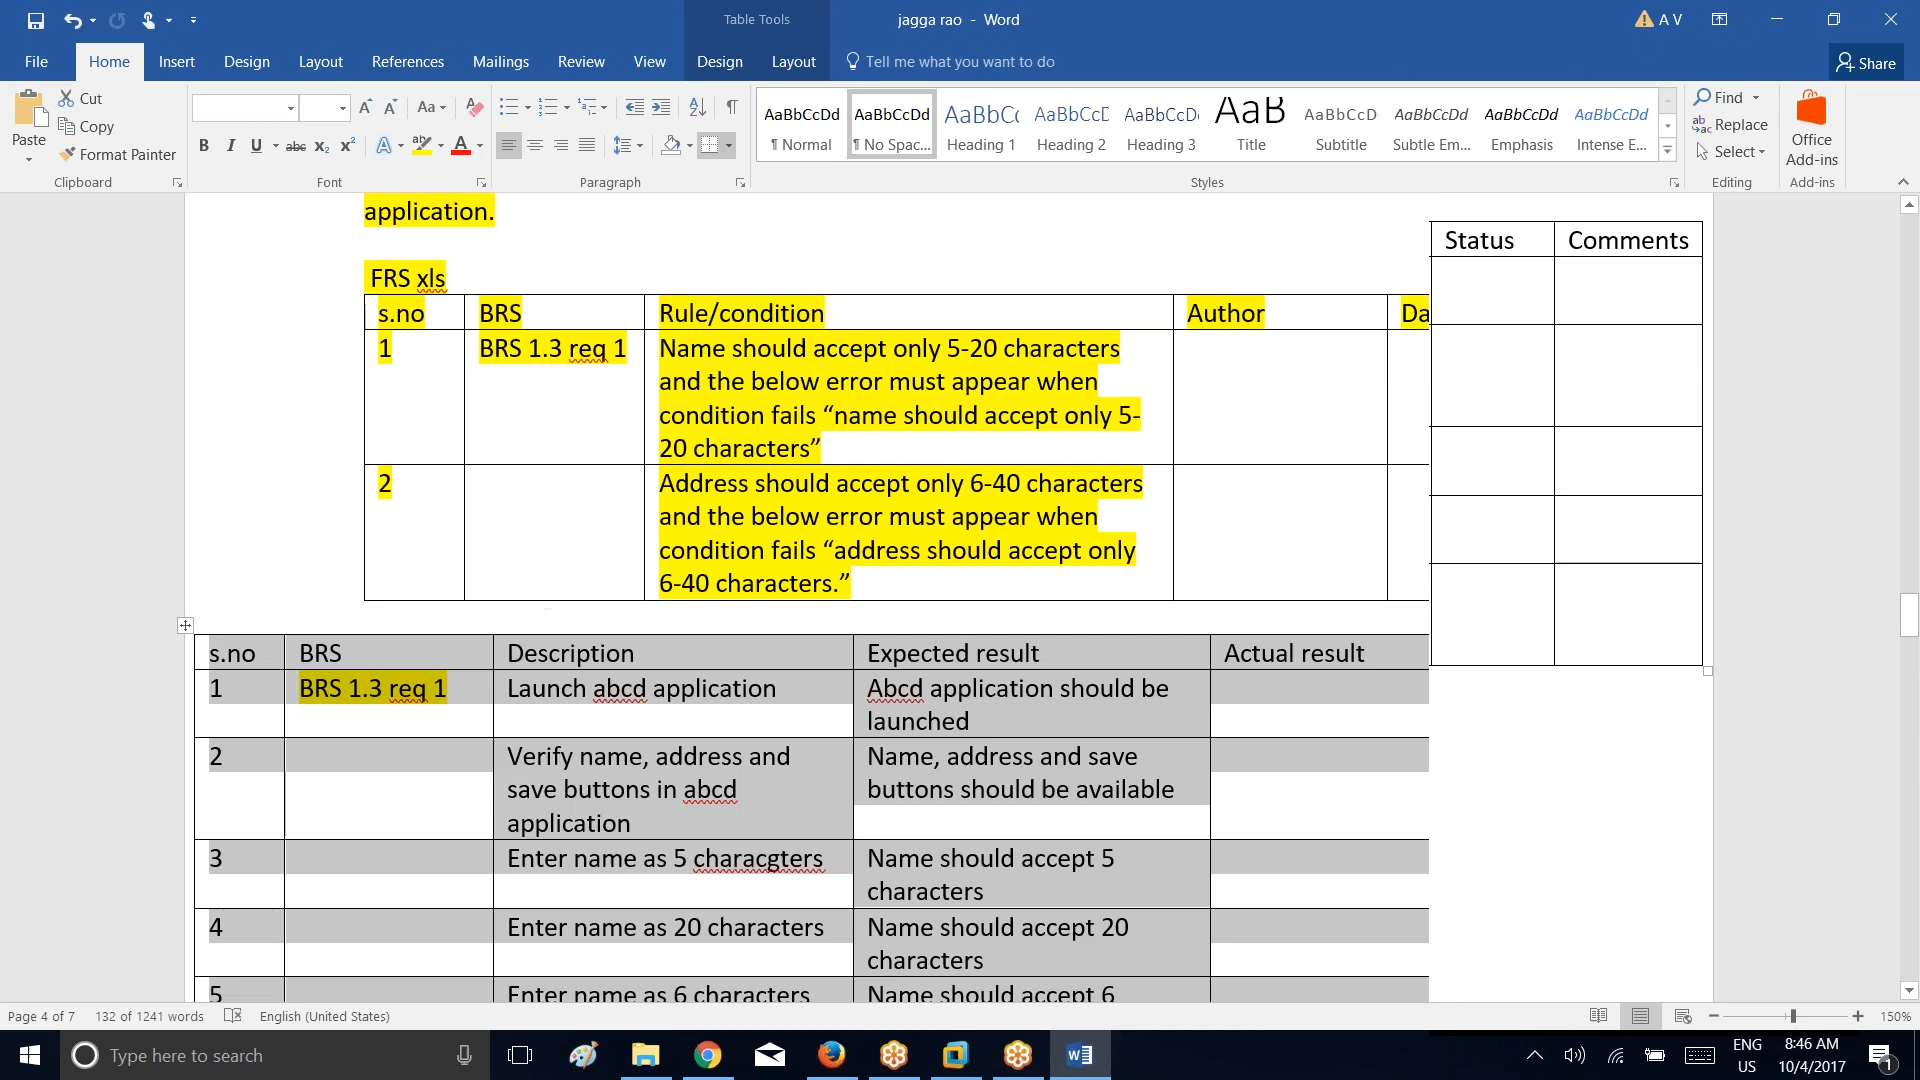 jagga rao - Word
Table Tools
A V
File
Home
Insert
Design
Layout
References
Mailings
Review
View
Design
Layout
Tell me what you want to do
Share
Paste
Cut
Copy
Format Painter
Clipboard
Font
Paragraph
AaBbCcDd
¶ Normal
AaBbCcDd
¶ No Spac...
AaBbCc
Heading 1
AaBbCcD
Heading 2
AaBbCcD
Heading 3
AaB
Title
AaBbCcD
Subtitle
AaBbCcDd
Subtle Em...
AaBbCcDd
Emphasis
AaBbCcDd
Intense E...
Styles
Find
Replace
Select
Editing
Office
Add-ins
Add-ins
application.
Status
Comments
FRS xls
s.no
BRS
Rule/condition
Author
Da
1
BRS 1.3 req 1
Name should accept only 5-20 characters
and the below error must appear when
condition fails “name should accept only 5-
20 characters”
2
Address should accept only 6-40 characters
and the below error must appear when
condition fails “address should accept only
6-40 characters.”
s.no
BRS
Description
Expected result
Actual result
1
BRS 1.3 req 1
Launch abcd application
Abcd application should be
launched
2
Verify name, address and
save buttons in abcd
application
Name, address and save
buttons should be available
3
Enter name as 5 characgters
Name should accept 5
characters
4
Enter name as 20 characters
Name should accept 20
characters
5
Enter name as 6 characters
Name should accept 6
Page 4 of 7
132 of 1241 words
English (United States)
150%
Type here to search
ENG
US
8:46 AM
10/4/2017
1